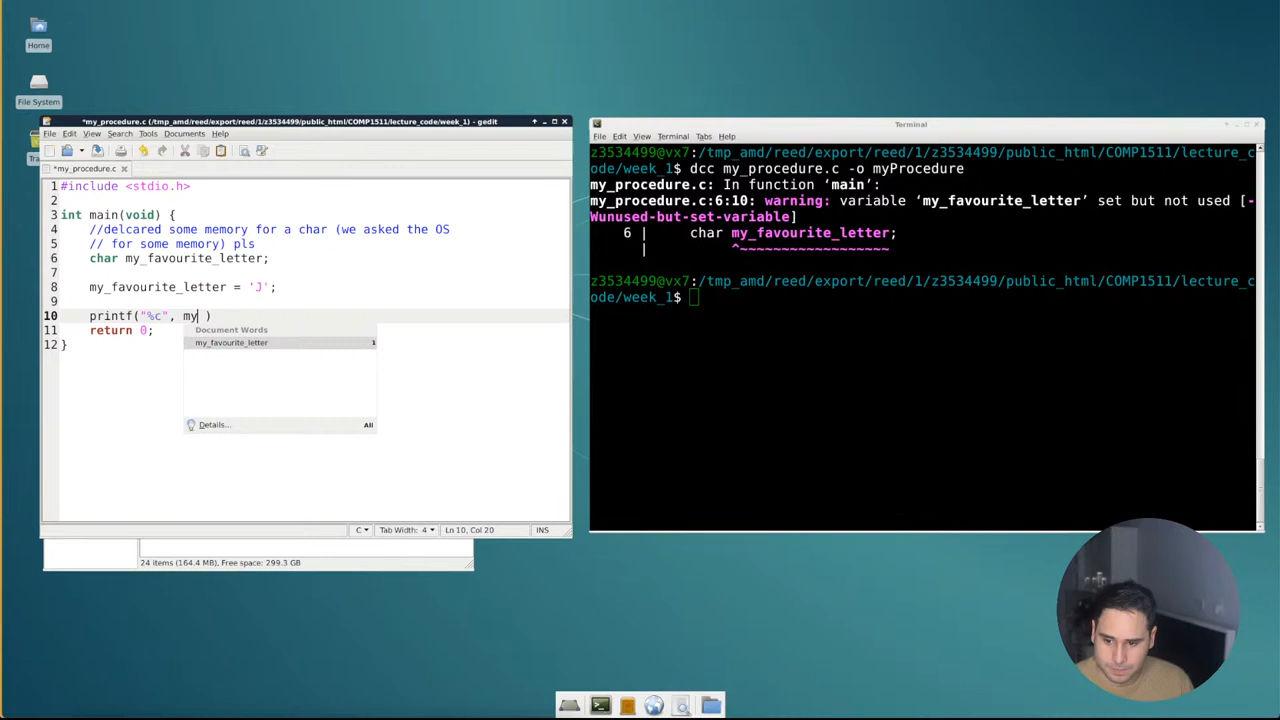 Home
File System
*my_procedure.c (/tmp_amd/reed/export/reed/1/z3534499/public_html/COMP1511/lecture_code/week_1) - gedit
File Edit View Search Tools Documents Help
*my_procedure.c
1 #include <stdio.h>
2
3 int main(void) {
4 //delcared some memory for a char (we asked the OS
5 // for some memory) pls
6 char my_favourite_letter;
7
8 my_favourite_letter = 'J';
9
10 printf("%c", my )
11 return 0;
12 }
Document Words
my_favourite_letter 1
Details... All
C Tab Width: 4 Ln 10, Col 20 INS
24 items (164.4 MB), Free space: 299.3 GB
Terminal
File Edit View Terminal Tabs Help
z3534499@vx7:/tmp_amd/reed/export/reed/1/z3534499/public_html/COMP1511/lecture_c
ode/week_1$ dcc my_procedure.c -o myProcedure
my_procedure.c: In function ‘main’:
my_procedure.c:6:10: warning: variable ‘my_favourite_letter’ set but not used [-
Wunused-but-set-variable]
6 | char my_favourite_letter;
| ^~~~~~~~~~~~~~~~~~~
z3534499@vx7:/tmp_amd/reed/export/reed/1/z3534499/public_html/COMP1511/lecture_c
ode/week_1$